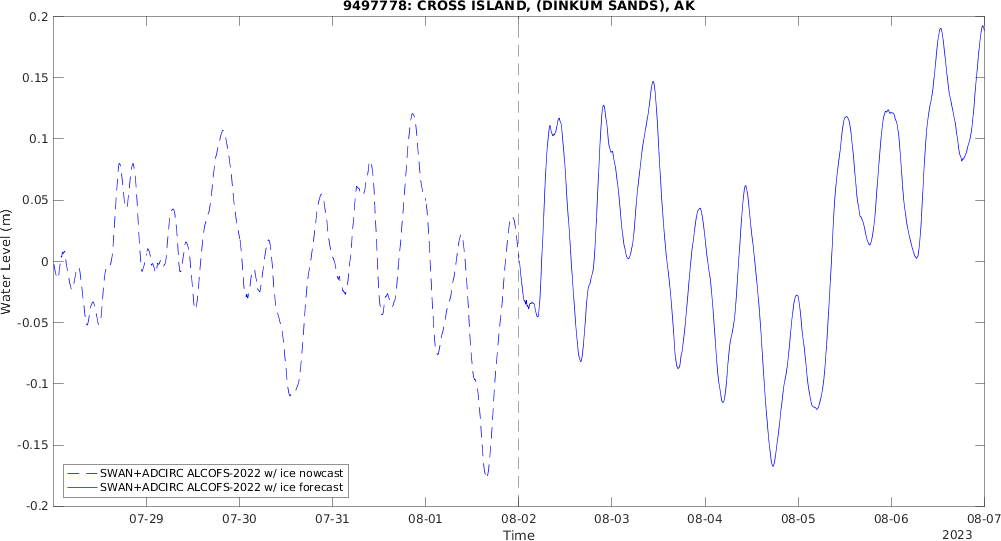 9497778: CROSS ISLAND, (DINKUM SANDS), AK
0.2
0.15
0.1
0.05
0
-0.05
-0.1
-0.15
-0.2
Water Level (m)
SWAN+ADCIRC ALCOFS-2022 w/ ice nowcast
SWAN+ADCIRC ALCOFS-2022 w/ ice forecast
07-29 07-30 07-31 08-01 08-02 08-03 08-04 08-05 08-06 08-07
Time
2023